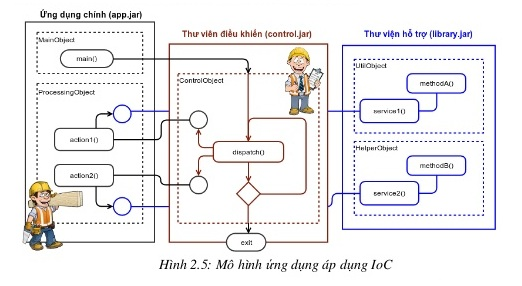 Ứng dụng chính (app.jar)
Thư viên điều khiển (control.jar)
Thư viện hỗ trợ (library.jar)
MainObject
main()
ProcessingObject
action1()
action2()
ControlObject
dispatch()
exit
UtilObject
methodA()
service1()
HelperObject
methodB()
service2()
Hình 2.5: Mô hình ứng dụng áp dụng IoC